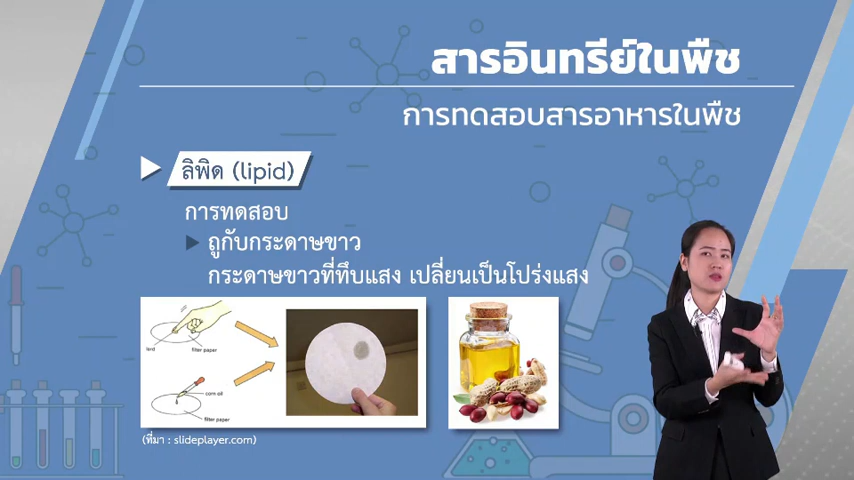 สารอินทรีย์ในพืช
การทดสอบสารอาหารในพืช
ลิพิด (lipid)
การทดสอบ
ถูกับกระดาษขาว
กระดาษขาวที่ทึบแสง เปลี่ยนเป็นโปร่งแสง
lard
filter paper
corn oil
filter paper
(ที่มา : slideplayer.com)